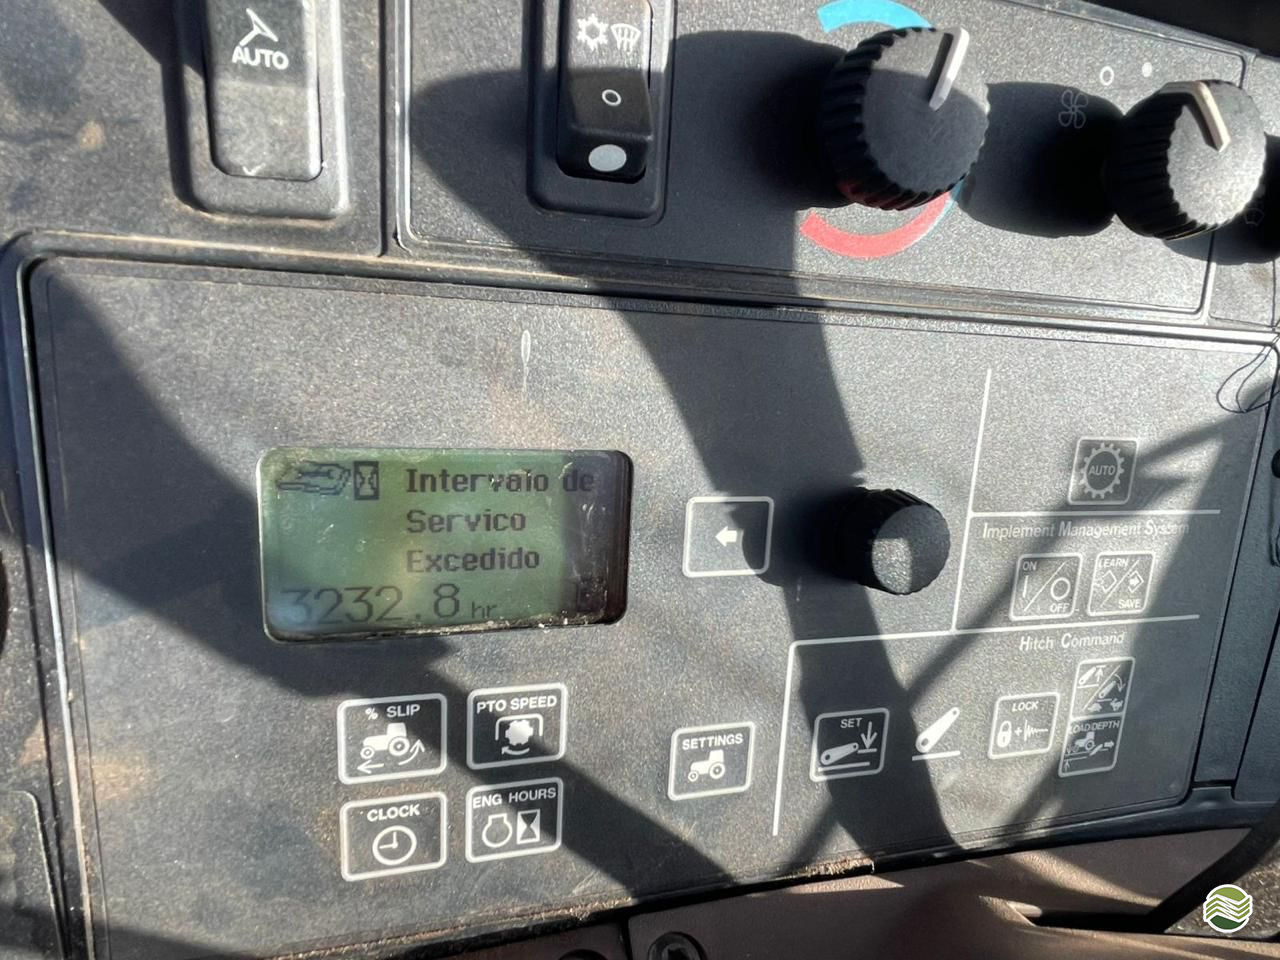 AUTO
Intervalo de
Servico
Excedido
3232.8 hr
AUTO
Implement Management System
ON
OFF
LEARN
SAVE
Hitch Command
% SLIP
PTO SPEED
SETTINGS
SET
LOCK
LOAD/DEPTH
CLOCK
ENG HOURS